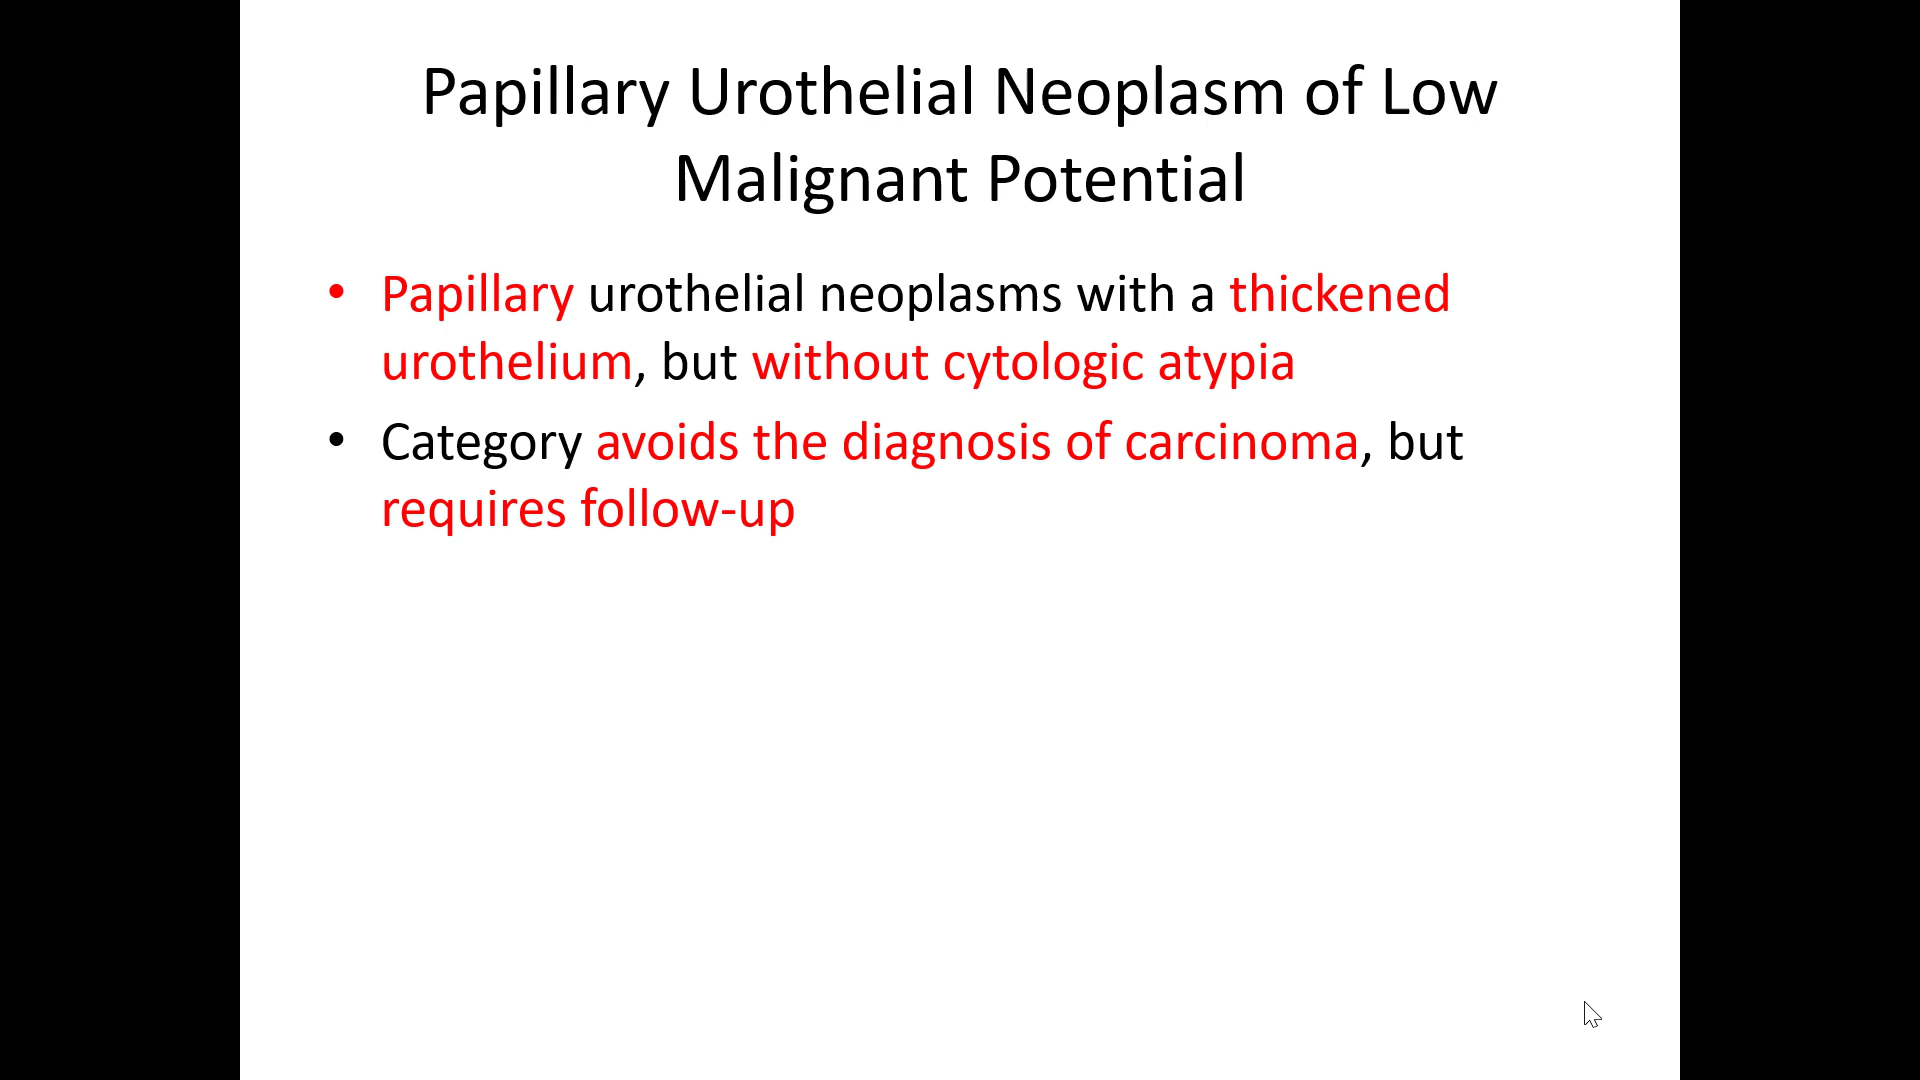 Papillary Urothelial Neoplasm of Low
Malignant Potential
• Papillary urothelial neoplasms with a thickened
urothelium, but without cytologic atypia
• Category avoids the diagnosis of carcinoma, but
requires follow-up